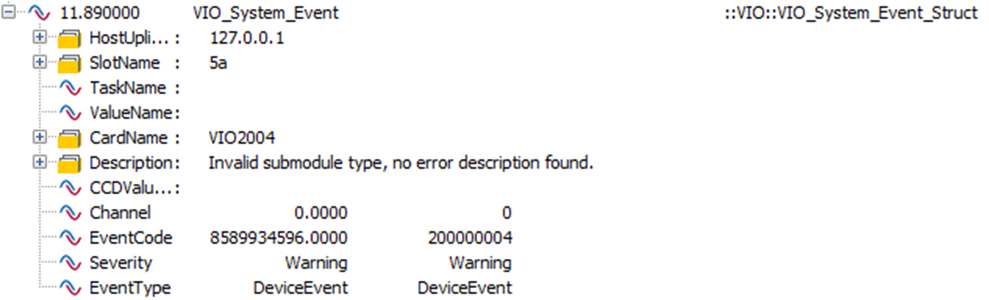 11.890000 VIO_System_Event ::VIO::VIO_System_Event_Struct
HostUpli... : 127.0.0.1
SlotName : 5a
TaskName :
ValueName:
CardName : VIO2004
Description: Invalid submodule type, no error description found.
CCDValu...:
Channel 0.0000 0
EventCode 8589934596.0000 200000004
Severity Warning Warning
EventType DeviceEvent DeviceEvent